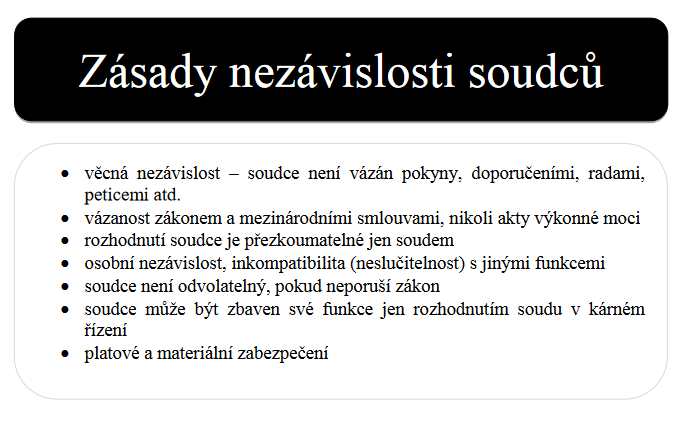 Zásady nezávislosti soudců
• věcná nezávislost – soudce není vázán pokyny, doporučeními, radami,
peticemi atd.
• vázanost zákonem a mezinárodními smlouvami, nikoli akty výkonné moci
• rozhodnutí soudce je přezkoumatelné jen soudem
• osobní nezávislost, inkompatibilita (neslučitelnost) s jinými funkcemi
• soudce není odvolatelný, pokud neporuší zákon
• soudce může být zbaven své funkce jen rozhodnutím soudu v kárném
řízení
• platové a materiální zabezpečení